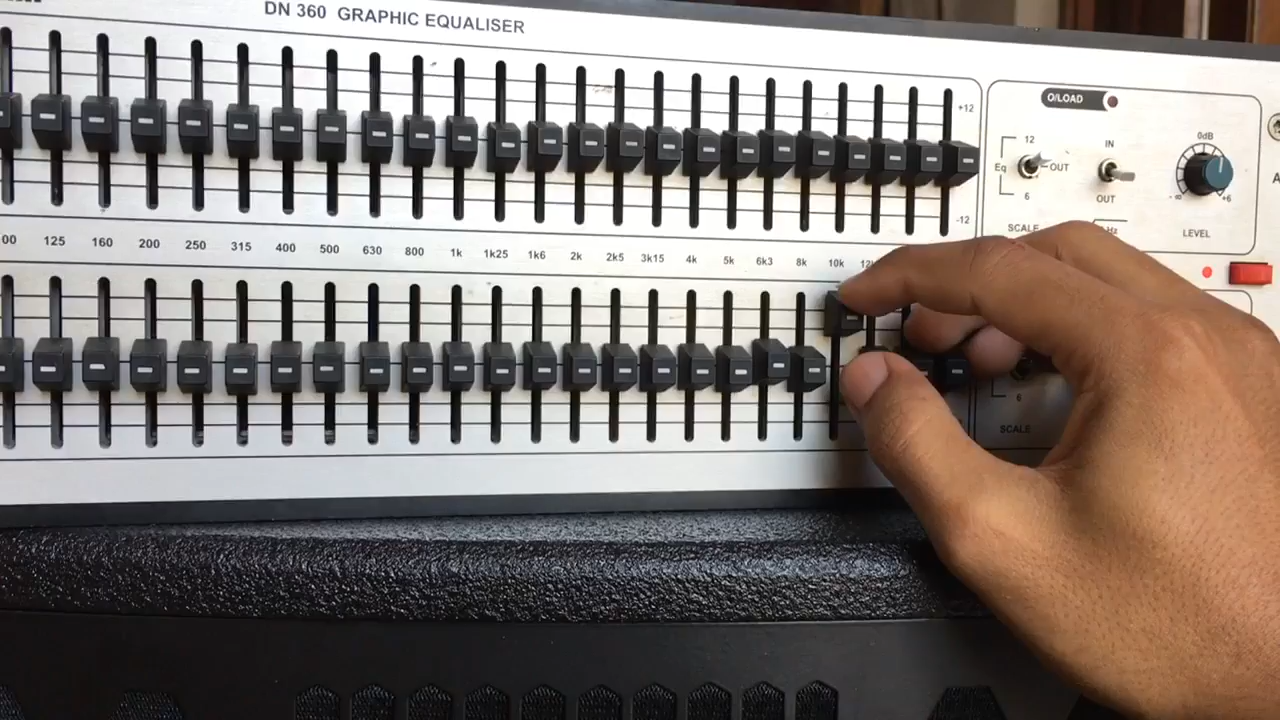 DN 360 GRAPHIC EQUALISER
+12
-12
O/LOAD
12
Eq
OUT
6
SCALE
IN
OUT
Hz
0dB
- ∞
+6
LEVEL
00 125 160 200 250 315 400 500 630 800 1k 1k25 1k6 2k 2k5 3k15 4k 5k 6k3 8k 10k
6
SCALE